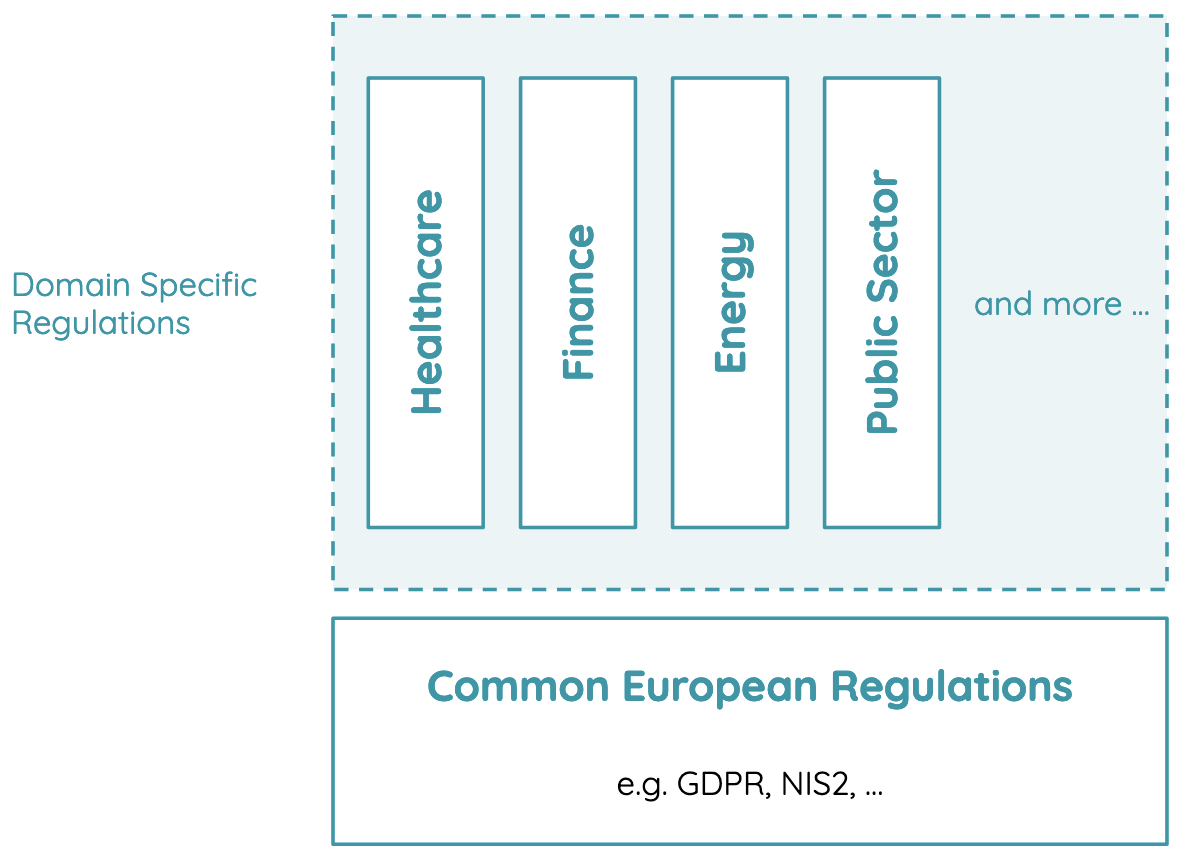 Domain Specific
Regulations
Healthcare
Finance
Energy
Public Sector
and more ...
Common European Regulations
e.g. GDPR, NIS2, ...